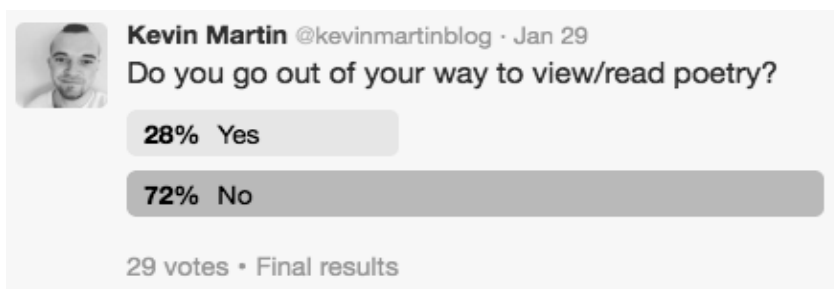 Kevin Martin @kevinmartinblog · Jan 29
Do you go out of your way to view/read poetry?
28% Yes
72% No
29 votes • Final results